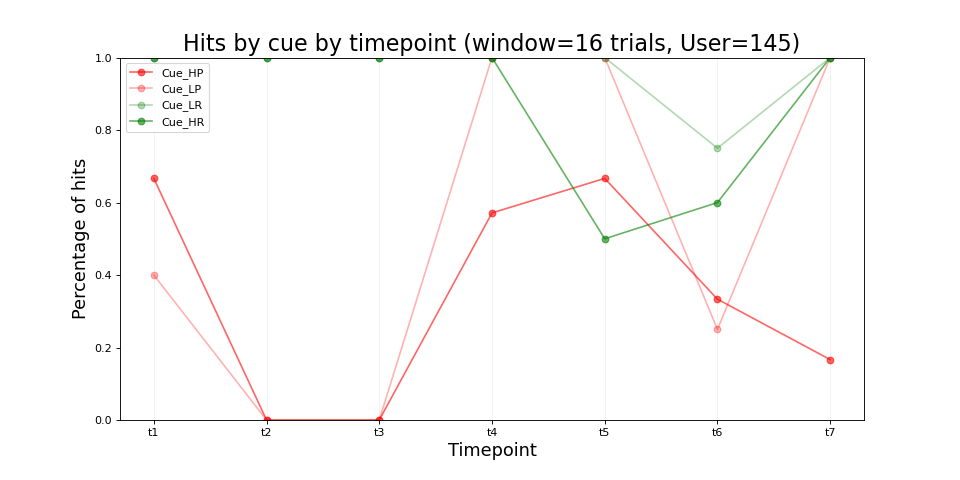 Hits by cue by timepoint (window=16 trials, User=145)
Percentage of hits
1.0
0.8
0.6
0.4
0.2
0.0
Cue_HP
Cue_LP
Cue_LR
Cue_HR
t1 t2 t3 t4 t5 t6 t7
Timepoint